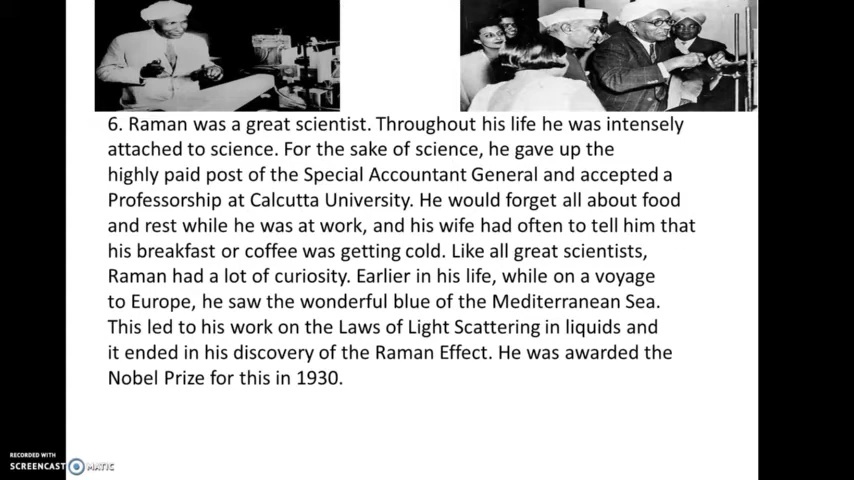 6. Raman was a great scientist. Throughout his life he was intensely
attached to science. For the sake of science, he gave up the
highly paid post of the Special Accountant General and accepted a
Professorship at Calcutta University. He would forget all about food
and rest while he was at work, and his wife had often to tell him that
his breakfast or coffee was getting cold. Like all great scientists,
Raman had a lot of curiosity. Earlier in his life, while on a voyage
to Europe, he saw the wonderful blue of the Mediterranean Sea.
This led to his work on the Laws of Light Scattering in liquids and
it ended in his discovery of the Raman Effect. He was awarded the
Nobel Prize for this in 1930.
RECORDED WITH
SCREENCAST MATIC